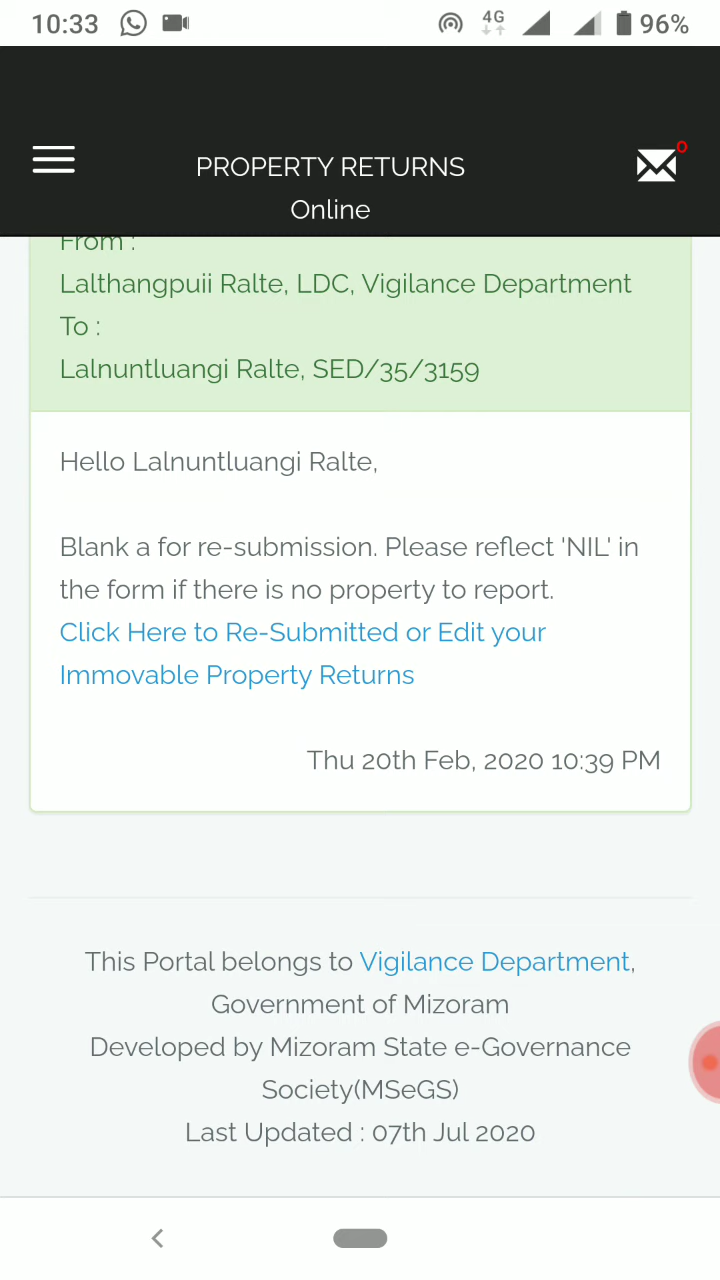 10:33 4G 96%
PROPERTY RETURNS
Online
0
From :
Lalthangpuii Ralte, LDC, Vigilance Department
To :
Lalnuntluangi Ralte, SED/35/3159
Hello Lalnuntluangi Ralte,
Blank a for re-submission. Please reflect 'NIL' in
the form if there is no property to report.
Click Here to Re-Submitted or Edit your
Immovable Property Returns
Thu 20th Feb, 2020 10:39 PM
This Portal belongs to Vigilance Department,
Government of Mizoram
Developed by Mizoram State e-Governance
Society(MSeGS)
Last Updated : 07th Jul 2020